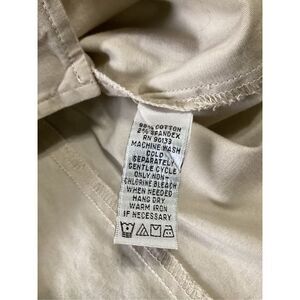 98% COTTON
2% SPANDEX
RN 96133
MACHINE WASH
COLD
SEPARATELY
GENTLE CYCLE
ONLY NON-
CHLORINE BLEACH
WHEN NEEDED
HANG DRY
WARM IRON
IF NECESSARY